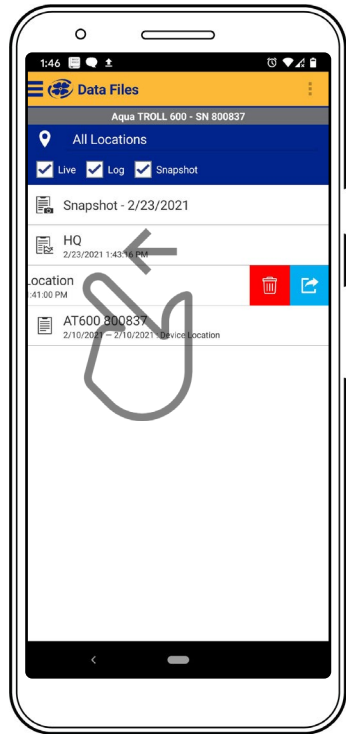 1:46
Data Files
Aqua TROLL 600 - SN 800837
All Locations
Live Log Snapshot
Snapshot - 2/23/2021
HQ
2/23/2021 1:43:16 PM
Location
:41:00 PM
AT600 800837
2/10/2021 – 2/10/2021 : Device Location